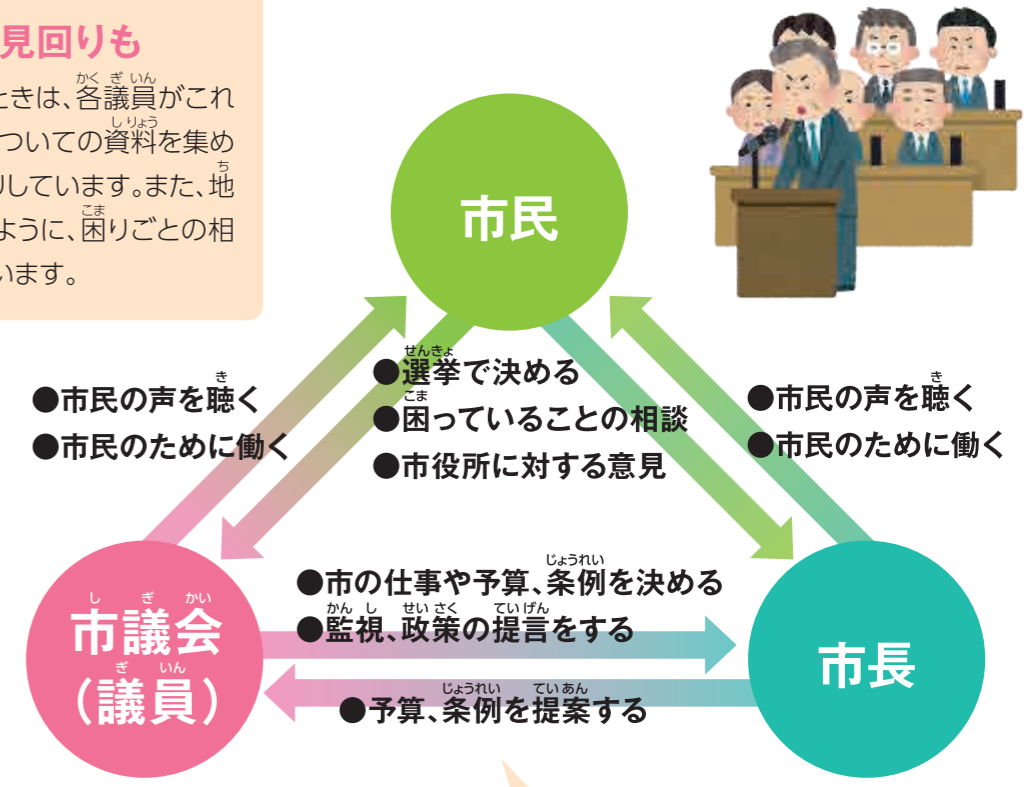 見回りも
ときは、各議員がこれ
ついての資料を集め
りしています。また、地
ように、困りごとの相
います。
市民
●市民の声を聴く
●市民のために働く
●選挙で決める
●困っていることの相談
●市役所に対する意見
●市民の声を聴く
●市民のために働く
●市の仕事や予算、条例を決める
●監視、政策の提言をする
●予算、条例を提案する
市議会
(議員)
市長